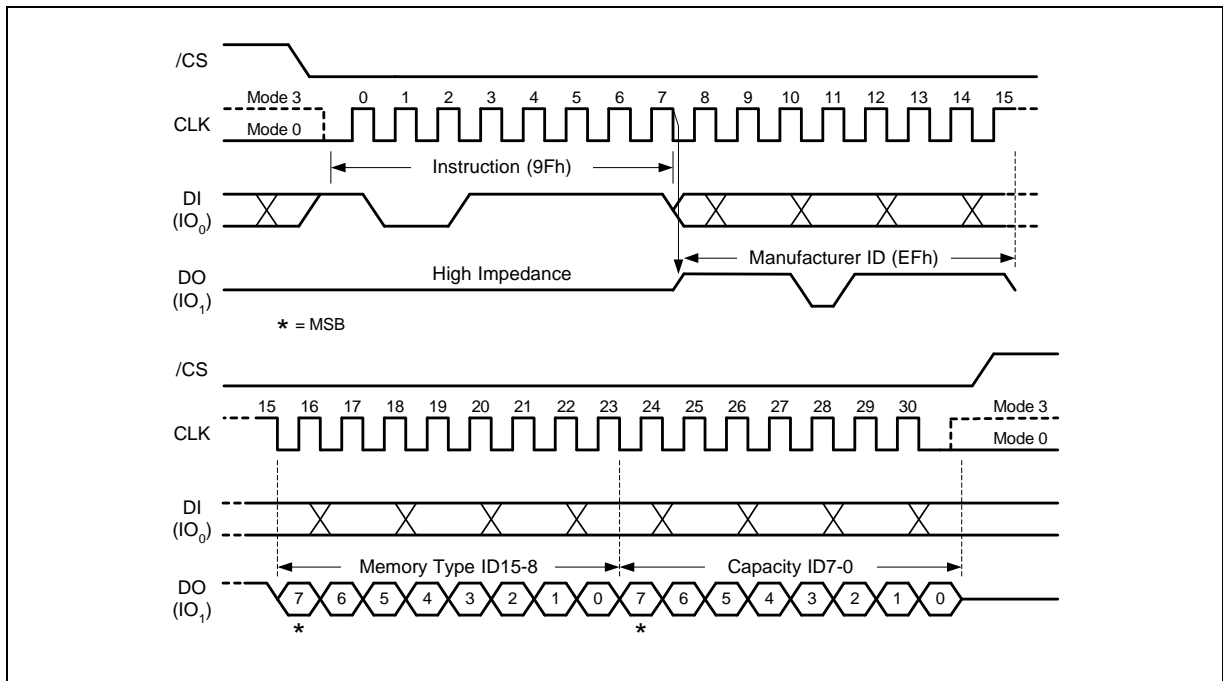 /CS
Mode 3 0 1 2 3 4 5 6 7 8 9 10 11 12 13 14 15
CLK
Mode 0
Instruction (9Fh)
DI
(IO0)
Manufacturer ID (EFh)
DO
(IO1)
High Impedance
* = MSB
/CS
15 16 17 18 19 20 21 22 23 24 25 26 27 28 29 30 Mode 3
CLK
Mode 0
DI
(IO0)
Memory Type ID15-8 Capacity ID7-0
DO
(IO1)
7 6 5 4 3 2 1 0 7 6 5 4 3 2 1 0
* *